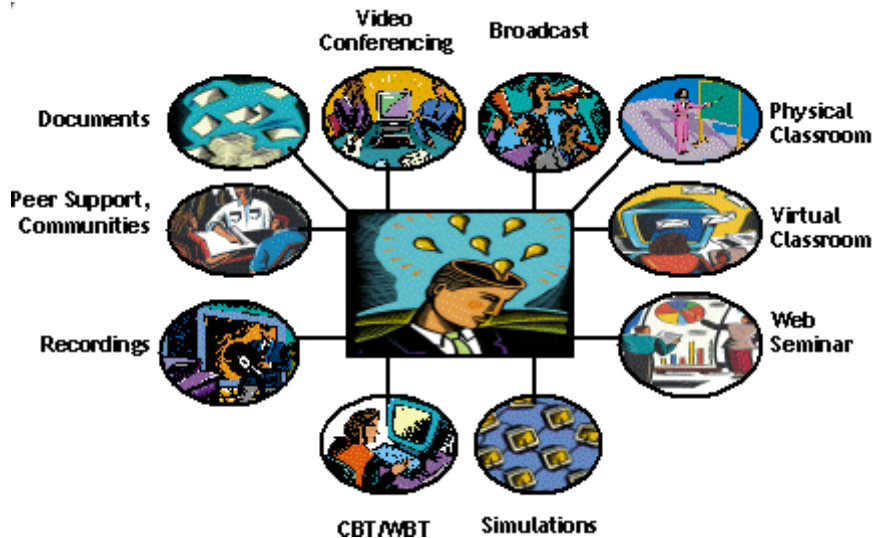 Video
Conferencing
Broadcast
Documents
Physical
Classroom
Peer Support,
Communities
Virtual
Classroom
Recordings
Web
Seminar
CBT/WBT
Simulations